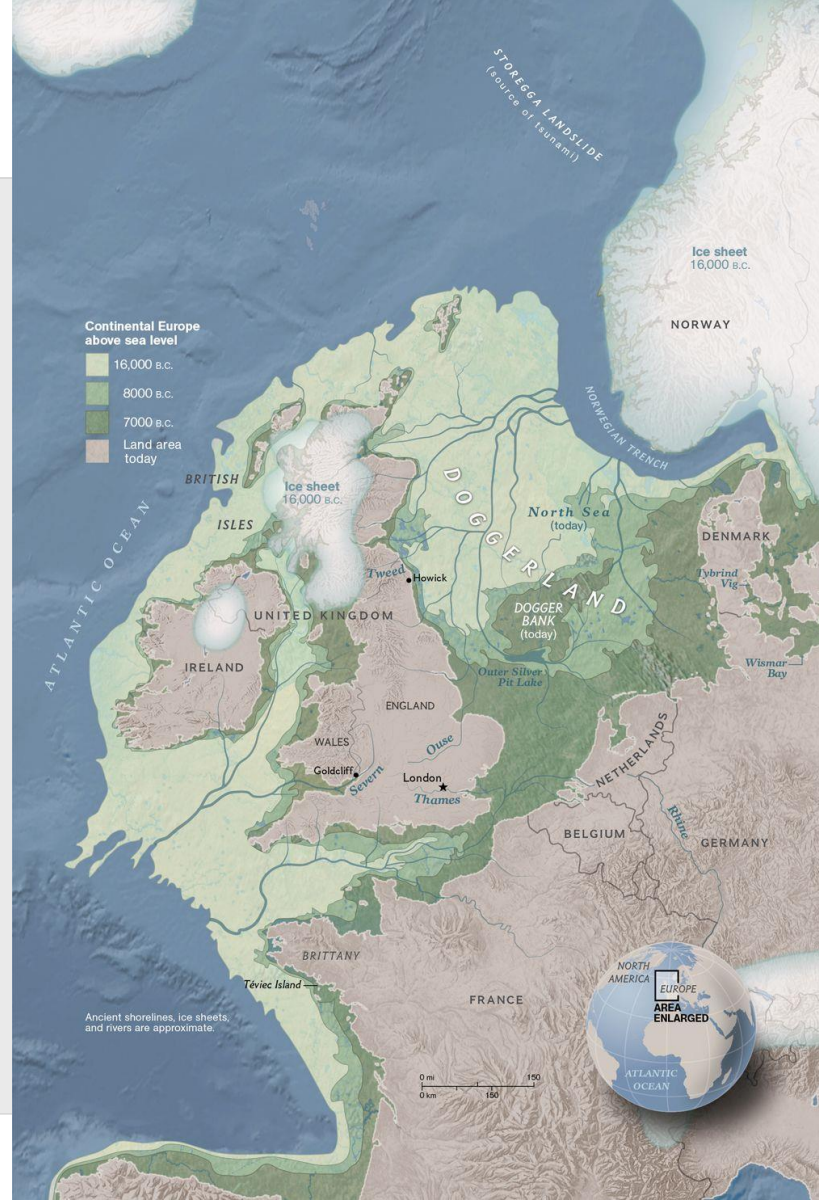 STOREGGA LANDSLIDE
(source of tsunami)
Ice sheet
16,000 B.C.
NORWAY
Continental Europe
above sea level
16,000 B.C.
8000 B.C.
7000 B.C.
Land area
today
NORWEGIAN TRENCH
BRITISH
ISLES
Ice sheet
16,000 B.C.
DOGGERLAND
North Sea
(today)
DENMARK
ATLANTIC OCEAN
Tweed
Howick
Tybrind
Vig
UNITED KINGDOM
DOGGER
BANK
(today)
IRELAND
Outer Silver
Pit Lake
Wismar
Bay
ENGLAND
WALES
Ouse
NETHERLANDS
Goldcliff
Severn
London
Thames
Rhine
BELGIUM
GERMANY
BRITTANY
Téviec Island
FRANCE
NORTH
AMERICA
EUROPE
AREA
ENLARGED
ATLANTIC
OCEAN
Ancient shorelines, ice sheets,
and rivers are approximate.
0 mi 150
0 km 150